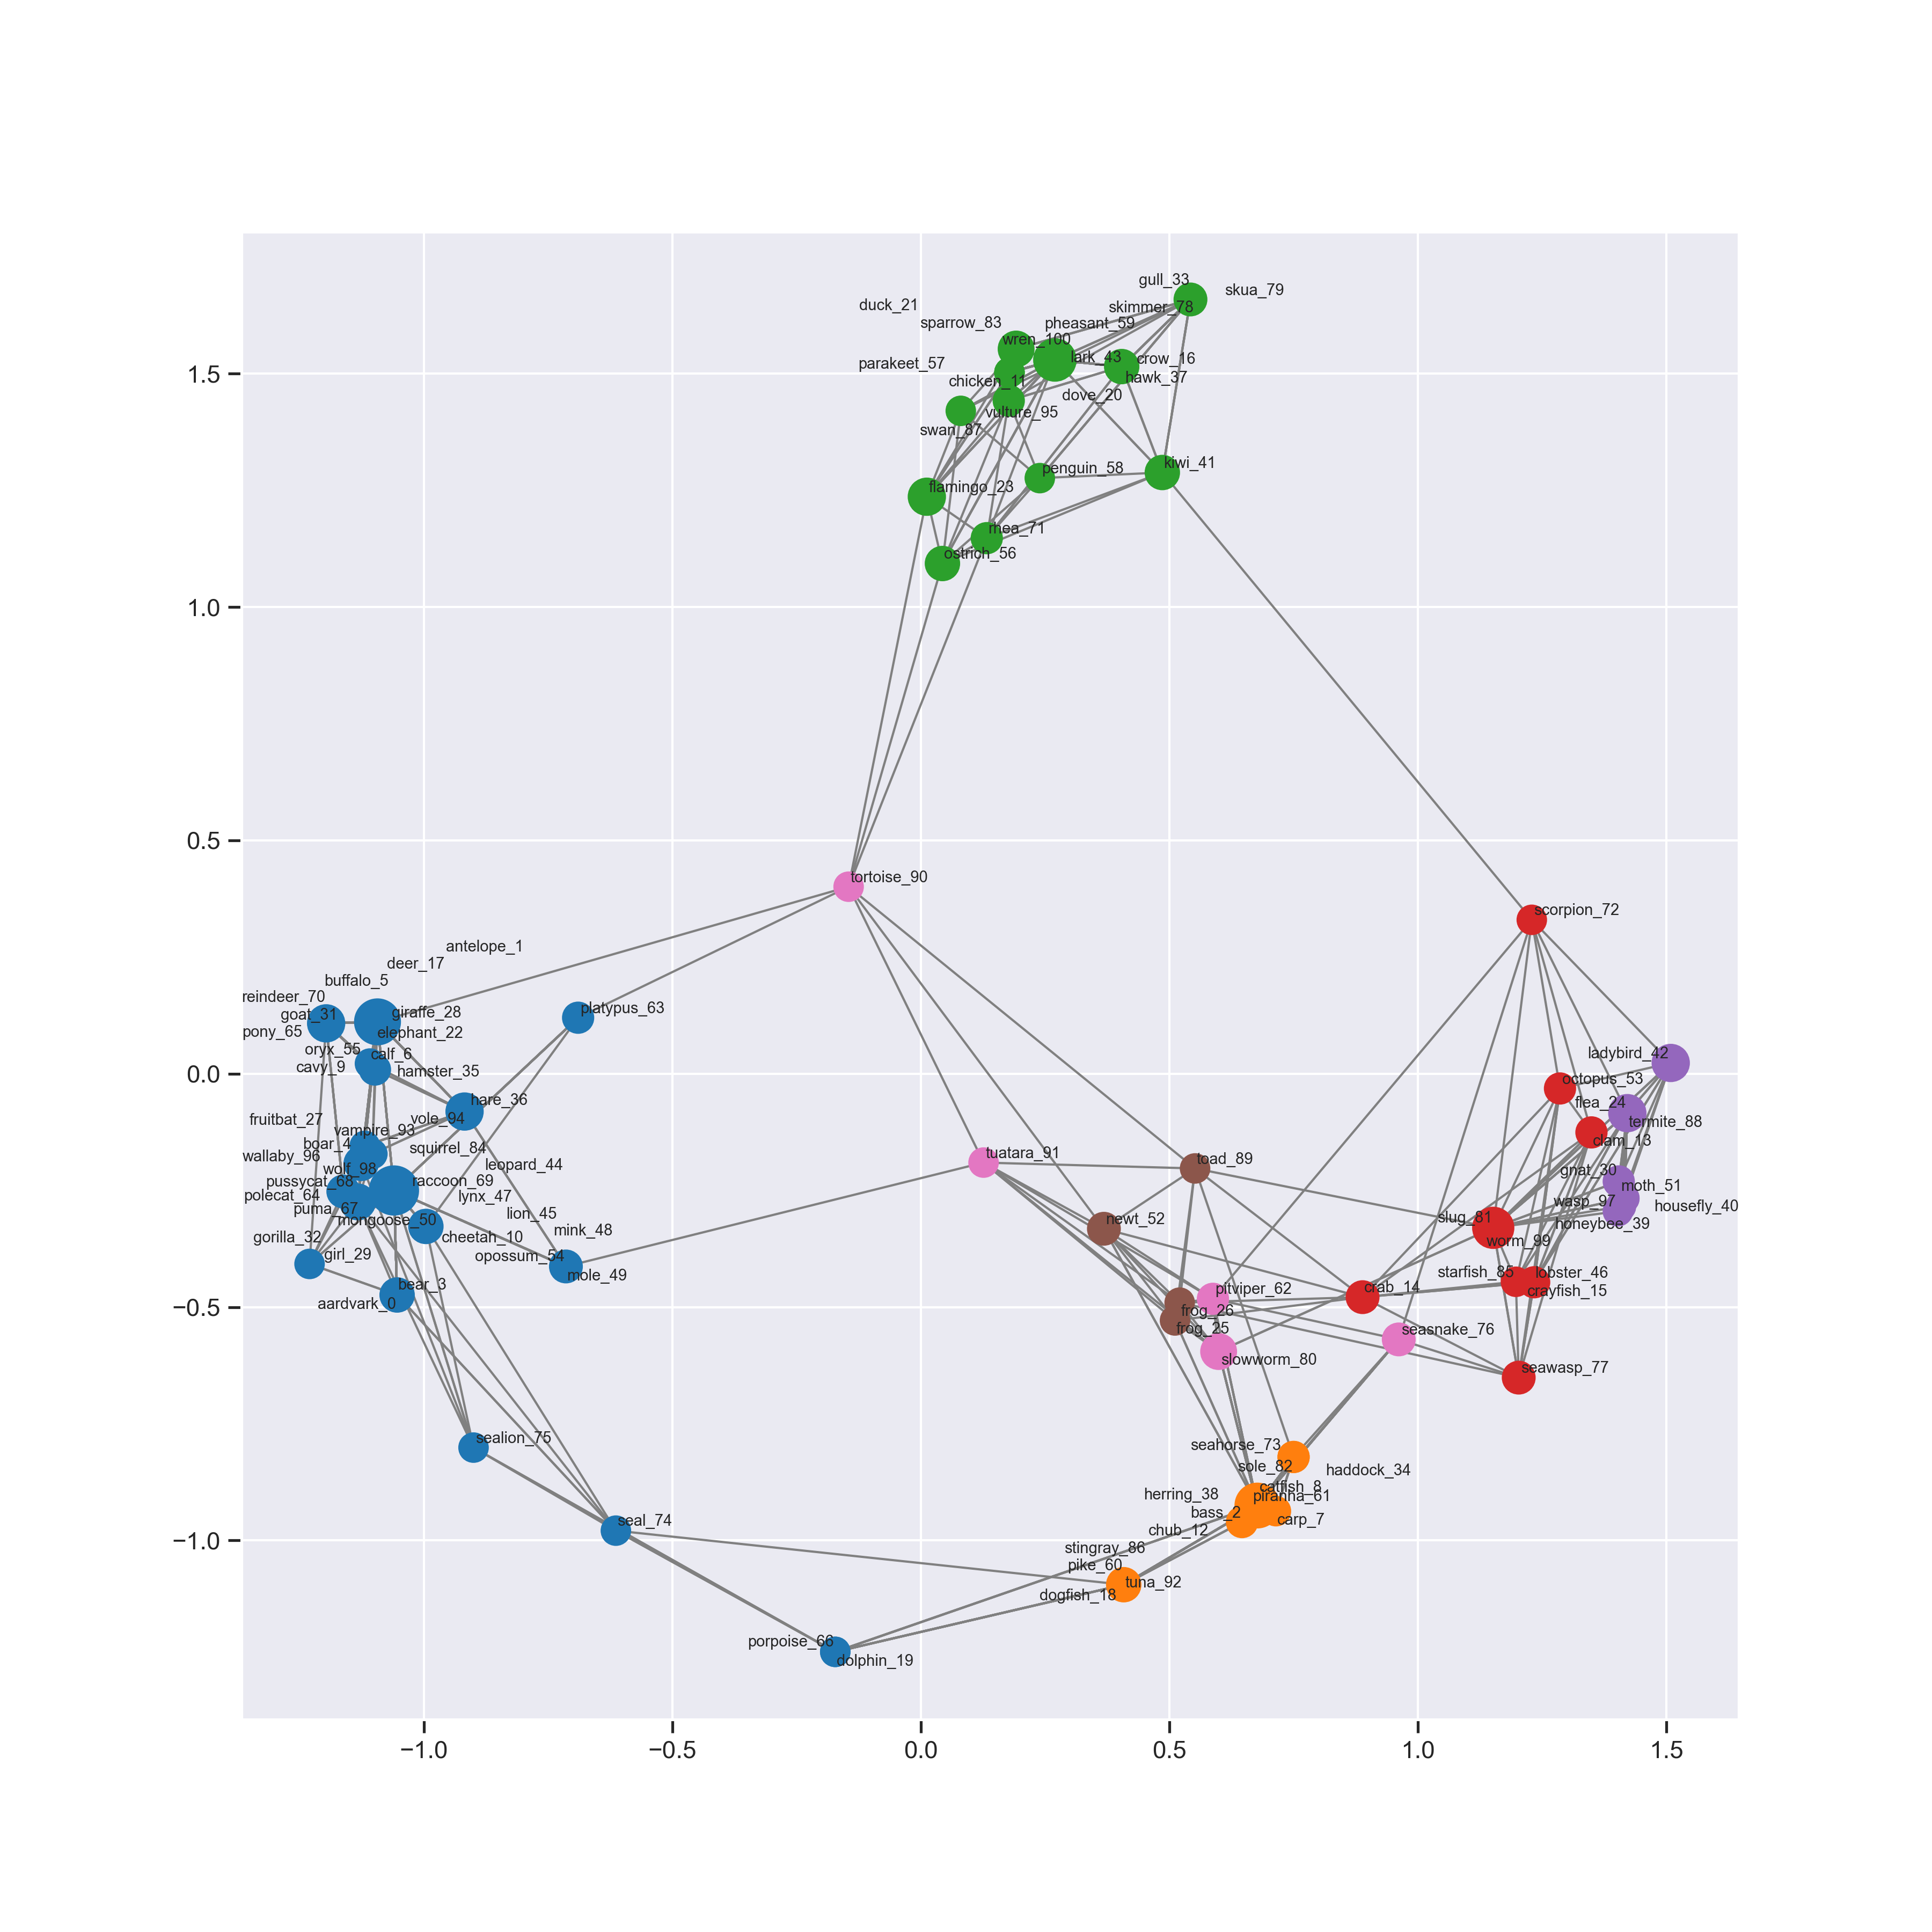 gull_33
skua_79
duck_21
skimmer_78
sparrow_83
pheasant_59
wren_100
lark_43
crow_16
parakeet_57
chicken_11
hawk_37
dove_20
vulture_95
swan_87
penguin_58
kiwi_41
flamingo_23
rhea_71
ostrich_56
tortoise_90
scorpion_72
antelope_1
deer_17
buffalo_5
reindeer_70
goat_31
giraffe_28
pony_65
elephant_22
platypus_63
oryx_55
calf_6
cavy_9
hamster_35
hare_36
fruitbat_27
vole_94
vampire_93
boar_4
squirrel_84
wallaby_96
wolf_98
leopard_44
pussycat_68
raccoon_69
polecat_64
lynx_47
puma_67
lion_45
mongoose_50
mink_48
gorilla_32
cheetah_10
girl_29
opossum_54
mole_49
bear_3
aardvark_0
ladybird_42
octopus_53
flea_24
termite_88
clam_13
gnat_30
moth_51
wasp_97
housefly_40
slug_81
honeybee_39
worm_99
starfish_85
lobster_46
crayfish_15
tuatara_91
toad_89
newt_52
pitviper_62
crab_14
frog_26
frog_25
seasnake_76
slowworm_80
seawasp_77
sealion_75
seahorse_73
sole_82
haddock_34
catfish_8
herring_38
piranha_61
bass_2
carp_7
chub_12
seal_74
stingray_86
pike_60
tuna_92
dogfish_18
porpoise_66
dolphin_19
1.5
1.0
0.5
0.0
−0.5
−1.0
−1.0
−0.5
0.0
0.5
1.0
1.5